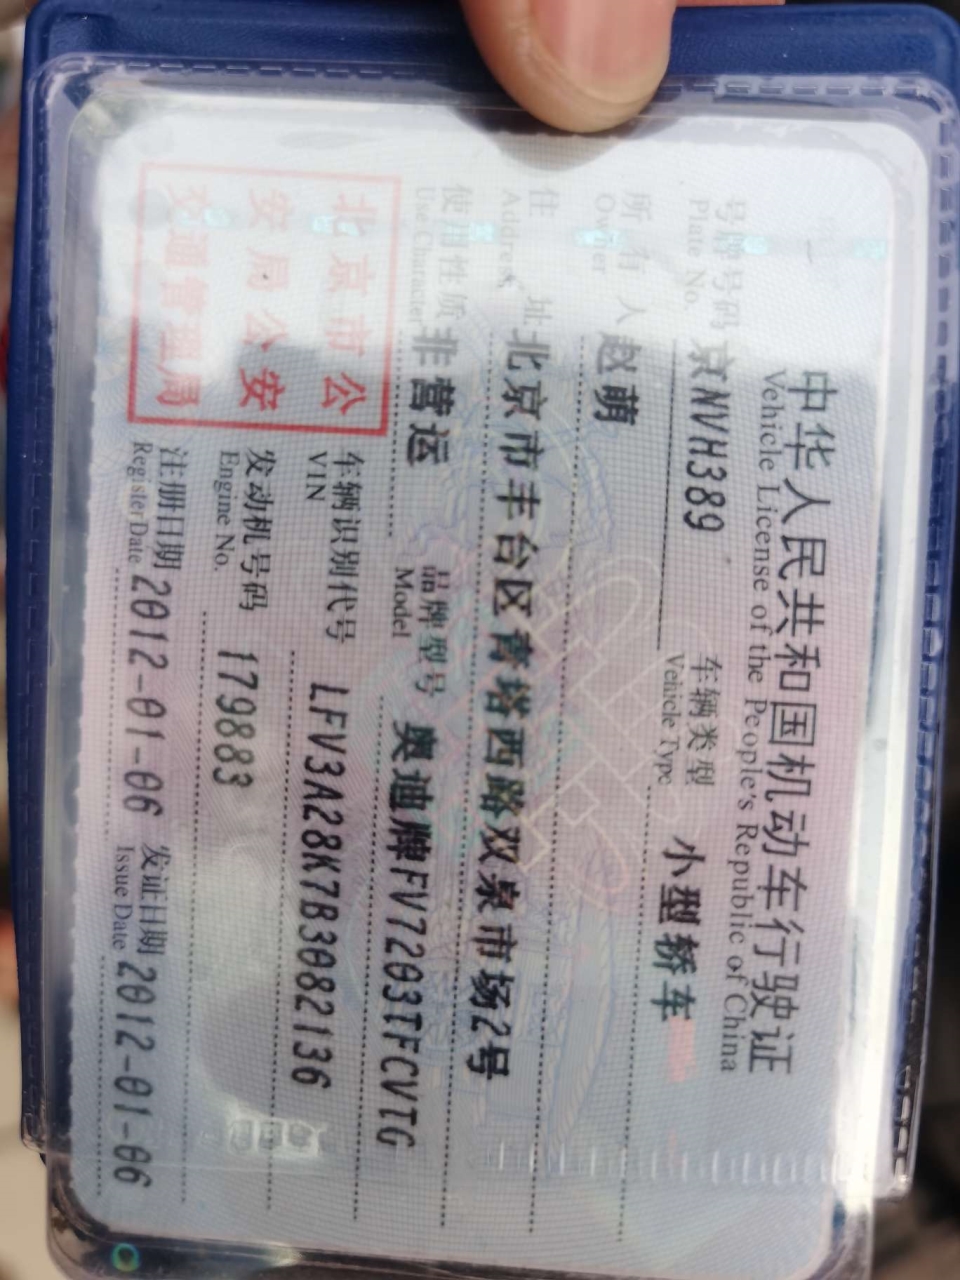 中华人民共和国机动车行驶证
Vehicle License of the People's Republic of China
号牌号码 京NVH389 车辆类型 小型轿车
Plate No. Vehicle Type
所有人 赵萌
Owner
住址 北京市丰台区青塔西路双泉市场2号
Address
使用性质 非营运 品牌型号 奥迪牌FV7203TFCVTG
Use Character Model
北京市公
安局公安
交通管理局
车辆识别代号 LFV3A28K7B3082136
VIN
发动机号码 179883
Engine No.
注册日期 2012-01-06 发证日期 2012-01-06
Register Date Issue Date